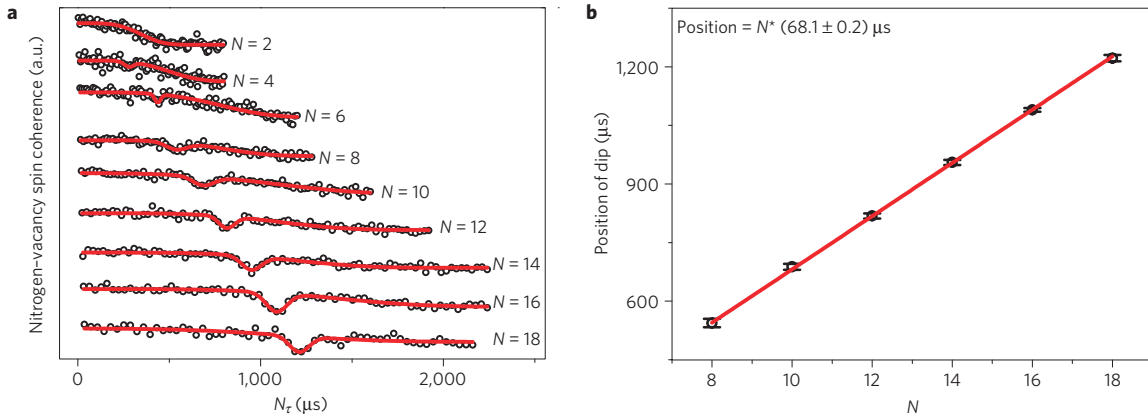 a
Nitrogen–vacancy spin coherence (a.u.)
N = 2
N = 4
N = 6
N = 8
N = 10
N = 12
N = 14
N = 16
N = 18
0
1,000
2,000
Nτ (μs)
b
Position = N* (68.1 ± 0.2) μs
Position of dip (μs)
1,200
900
600
8
10
12
14
16
18
N